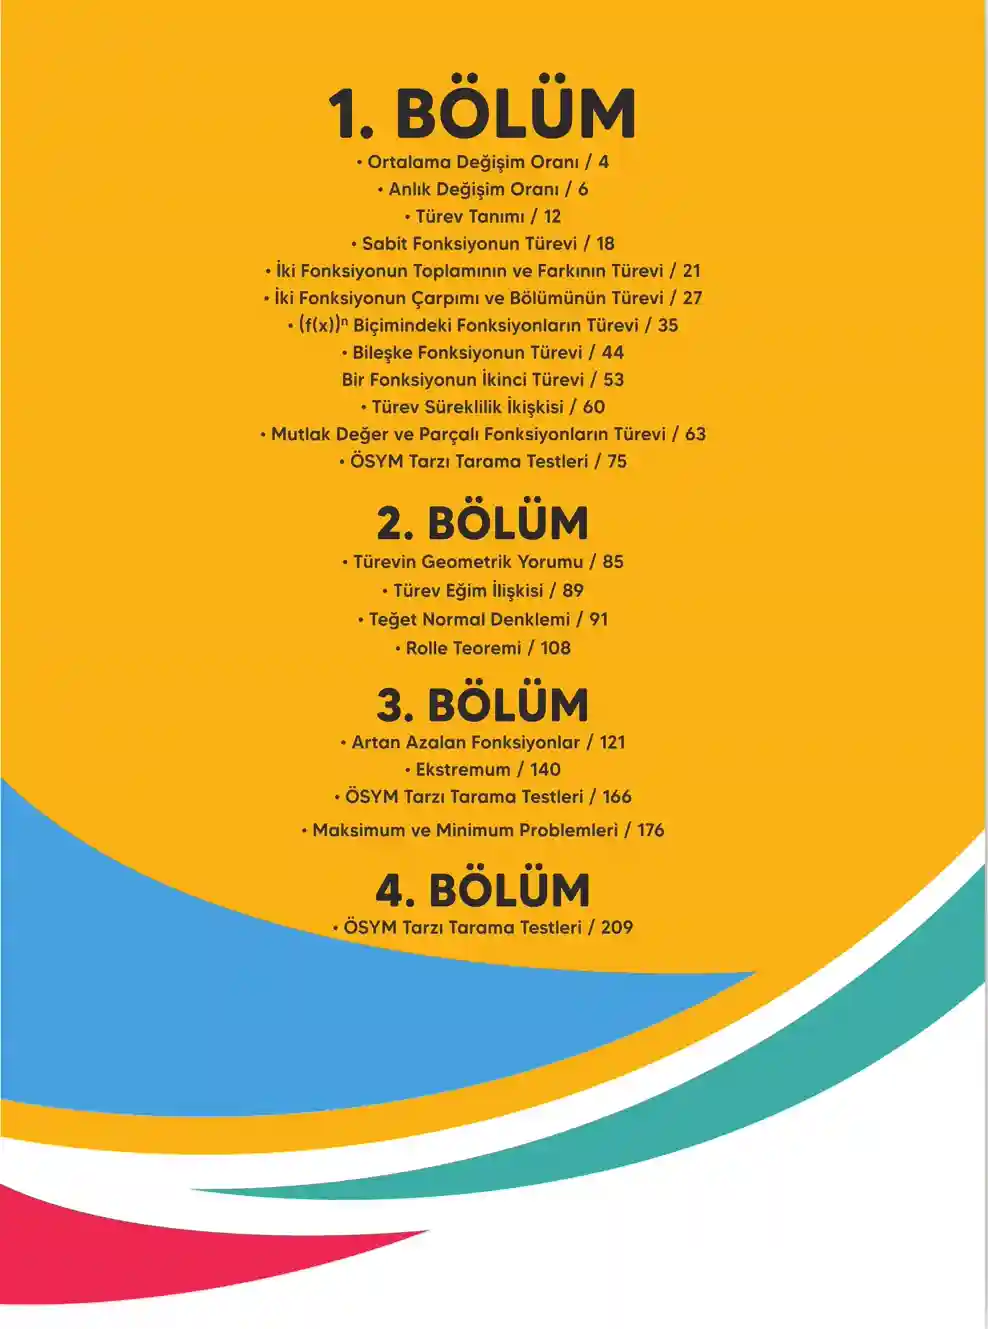 1. BÖLÜM
• Ortalama Değişim Oranı / 4
• Anlık Değişim Oranı / 6
• Türev Tanımı / 12
• Sabit Fonksiyonun Türevi / 18
• İki Fonksiyonun Toplamının ve Farkının Türevi / 21
• İki Fonksiyonun Çarpımı ve Bölümünün Türevi / 27
• (f(x))ⁿ Biçimindeki Fonksiyonların Türevi / 35
• Bileşke Fonksiyonun Türevi / 44
Bir Fonksiyonun İkinci Türevi / 53
• Türev Süreklilik İkişkisi / 60
• Mutlak Değer ve Parçalı Fonksiyonların Türevi / 63
• ÖSYM Tarzı Tarama Testleri / 75
2. BÖLÜM
• Türevin Geometrik Yorumu / 85
• Türev Eğim İlişkisi / 89
• Teğet Normal Denklemi / 91
• Rolle Teoremi / 108
3. BÖLÜM
• Artan Azalan Fonksiyonlar / 121
• Ekstremum / 140
• ÖSYM Tarzı Tarama Testleri / 166
• Maksimum ve Minimum Problemleri / 176
4. BÖLÜM
• ÖSYM Tarzı Tarama Testleri / 209